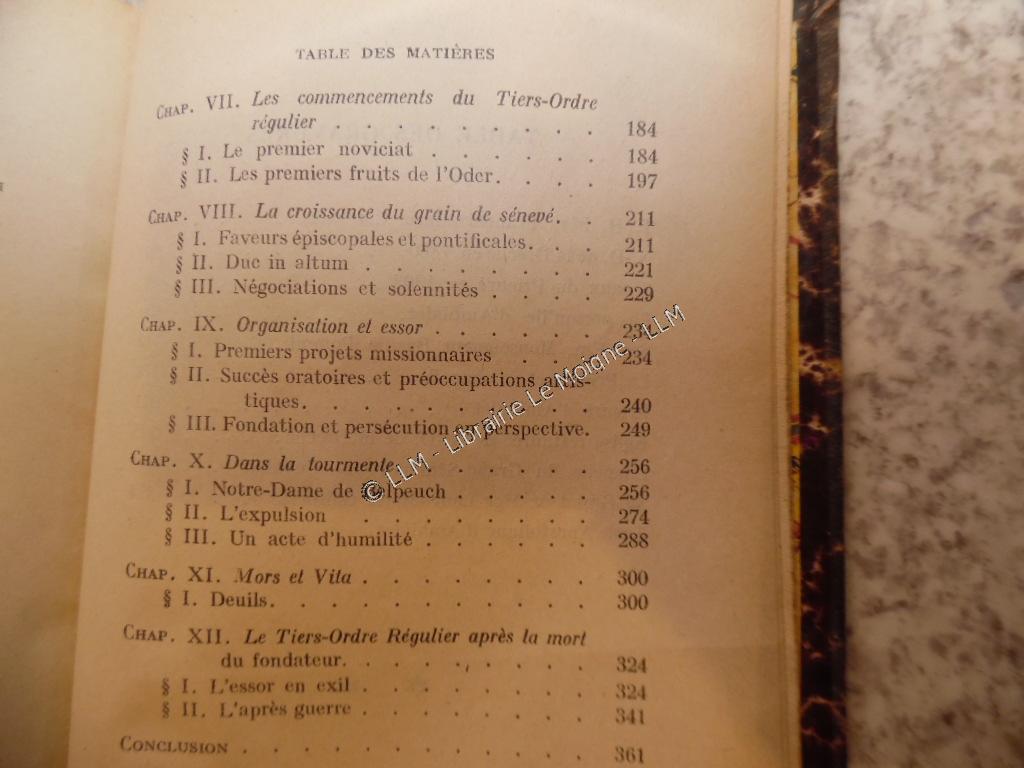 TABLE DES MATIÈRES
CHAP. VII. Les commencements du Tiers-Ordre
régulier . . . . . . . . . . 184
§ I. Le premier noviciat . . . . . . 184
§ II. Les premiers fruits de l'Oder. . . . . 197
CHAP. VIII. La croissance du grain de sénevé. . . 211
§ I. Faveurs épiscopales et pontificales. . . . 211
§ II. Duc in altum . . . . . . . . 221
§ III. Négociations et solennités . . . . 229
CHAP. IX. Organisation et essor . . . . . .
§ I. Premiers projets missionnaires . . . . 234
§ II. Succès oratoires et préoccupations
tiques. . . . . . . . . . . 240
§ III. Fondation et persécution en perspective. 249
CHAP. X. Dans la tourmente. . . . . . . 256
§ I. Notre-Dame de . . . . . 256
§ II. L'expulsion . . . . . . . . 274
§ III. Un acte d'humilité . . . . . . 288
CHAP. XI. Mors et Vita . . . . . . . . 300
§ I. Deuils. . . . . . . . . . . 300
CHAP. XII. Le Tiers-Ordre Régulier après la mort
du fondateur. . . . . . . . . 324
§ I. L'essor en exil . . . . . . . . 324
§ II. L'après guerre . . . . . . . . 341
CONCLUSION . . . . . . . . . . . 361
© LLM - Librairie Le Moigne - LLM